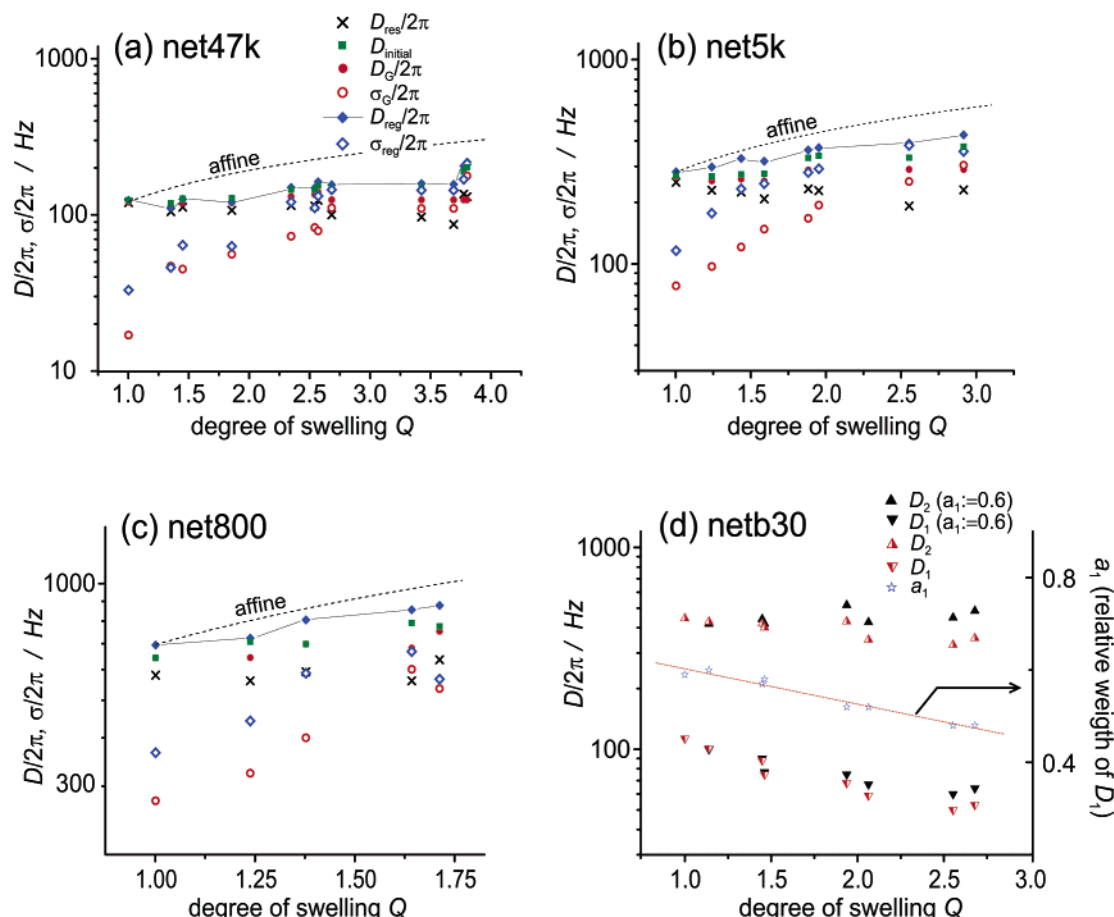 (a) net47k
× D_res/2π
■ D_initial
● D_G/2π
○ σ_G/2π
◆ D_reg/2π
◇ σ_reg/2π
affine
1000
100
10
D/2π, σ/2π / Hz
1.0 1.5 2.0 2.5 3.0 3.5 4.0
degree of swelling Q
(b) net5k
affine
1000
100
1.0 1.5 2.0 2.5 3.0
degree of swelling Q
(c) net800
affine
1000
300
D/2π, σ/2π / Hz
1.00 1.25 1.50 1.75
degree of swelling Q
(d) netb30
▲ D_2 (a_1:=0.6)
▼ D_1 (a_1:=0.6)
D_2
D_1
☆ a_1
1000
100
D/2π / Hz
0.8
0.4
a_1 (relative weigth of D_1)
1.0 1.5 2.0 2.5 3.0
degree of swelling Q